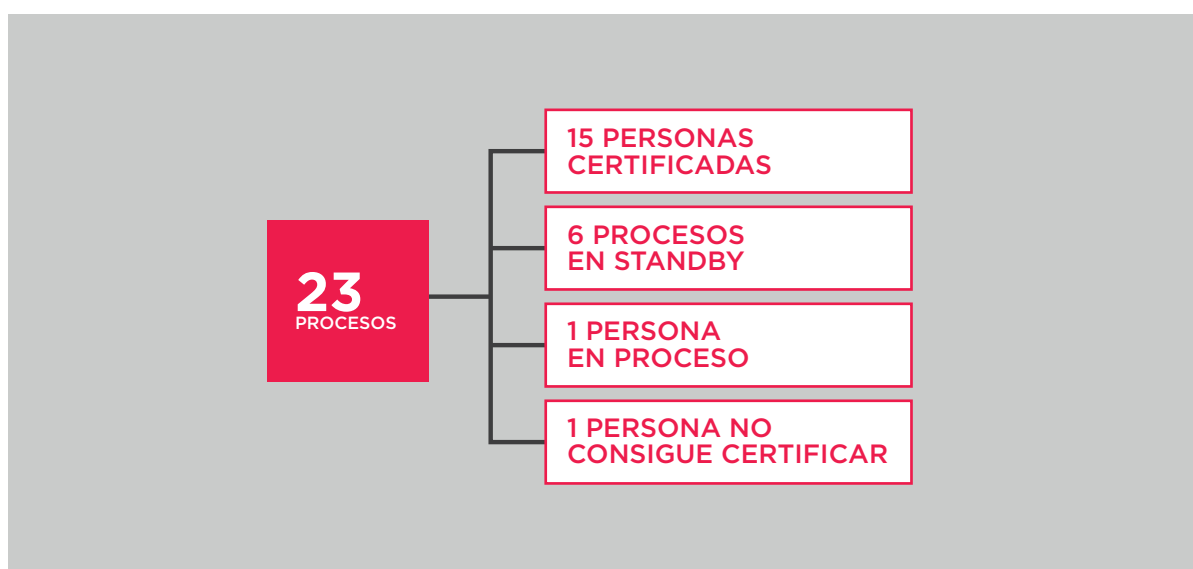 23
PROCESOS
15 PERSONAS
CERTIFICADAS
6 PROCESOS
EN STANDBY
1 PERSONA
EN PROCESO
1 PERSONA NO
CONSIGUE CERTIFICAR